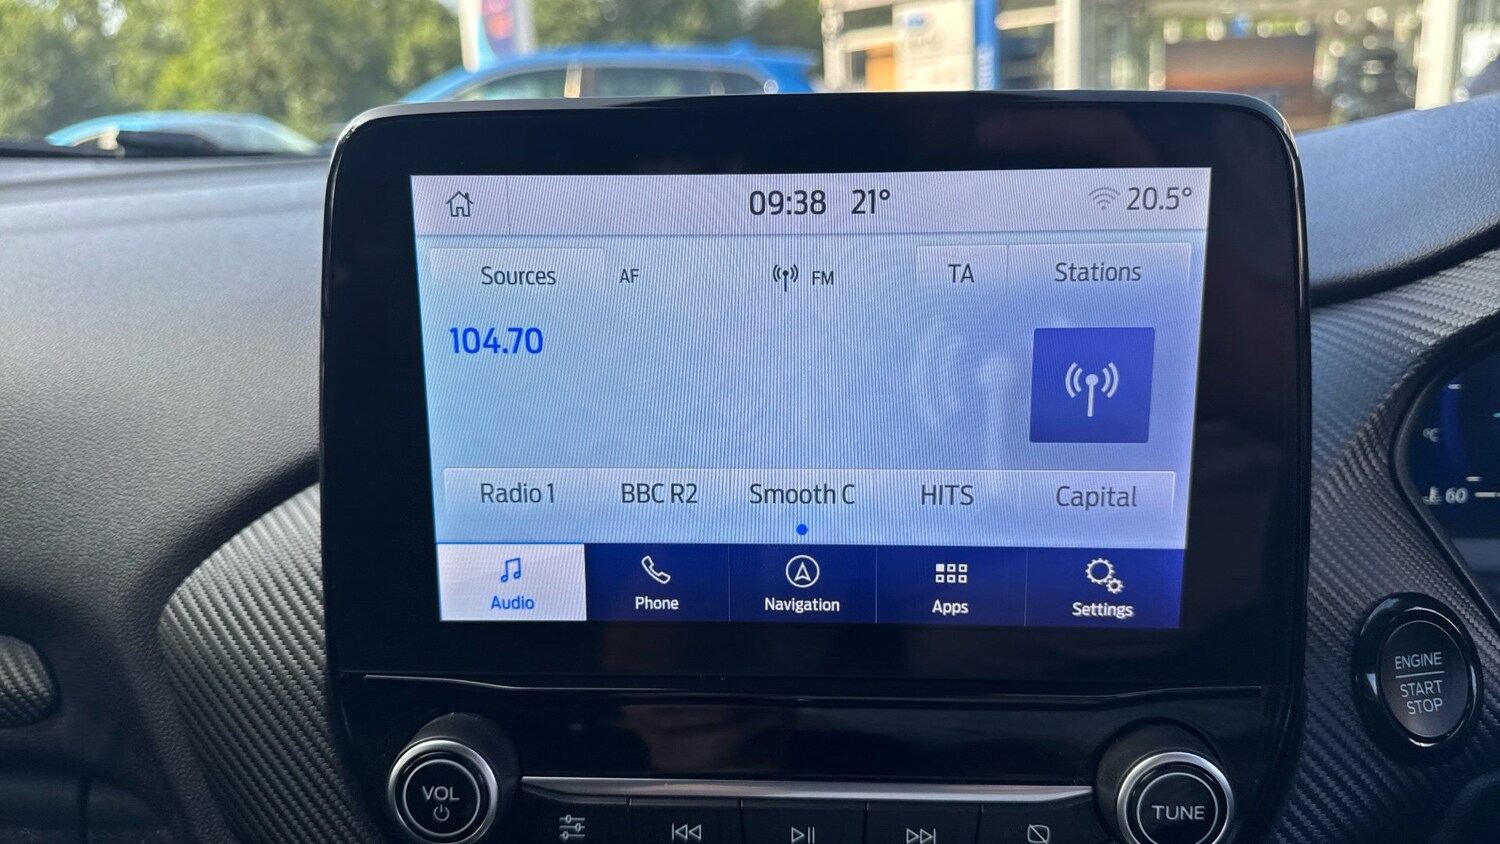 09:38 21° 20.5°
Sources AF FM TA Stations
104.70
Radio 1 BBC R2 Smooth C HITS Capital
Audio Phone Navigation Apps Settings
°C
60
ENGINE
START
STOP
VOL
TUNE